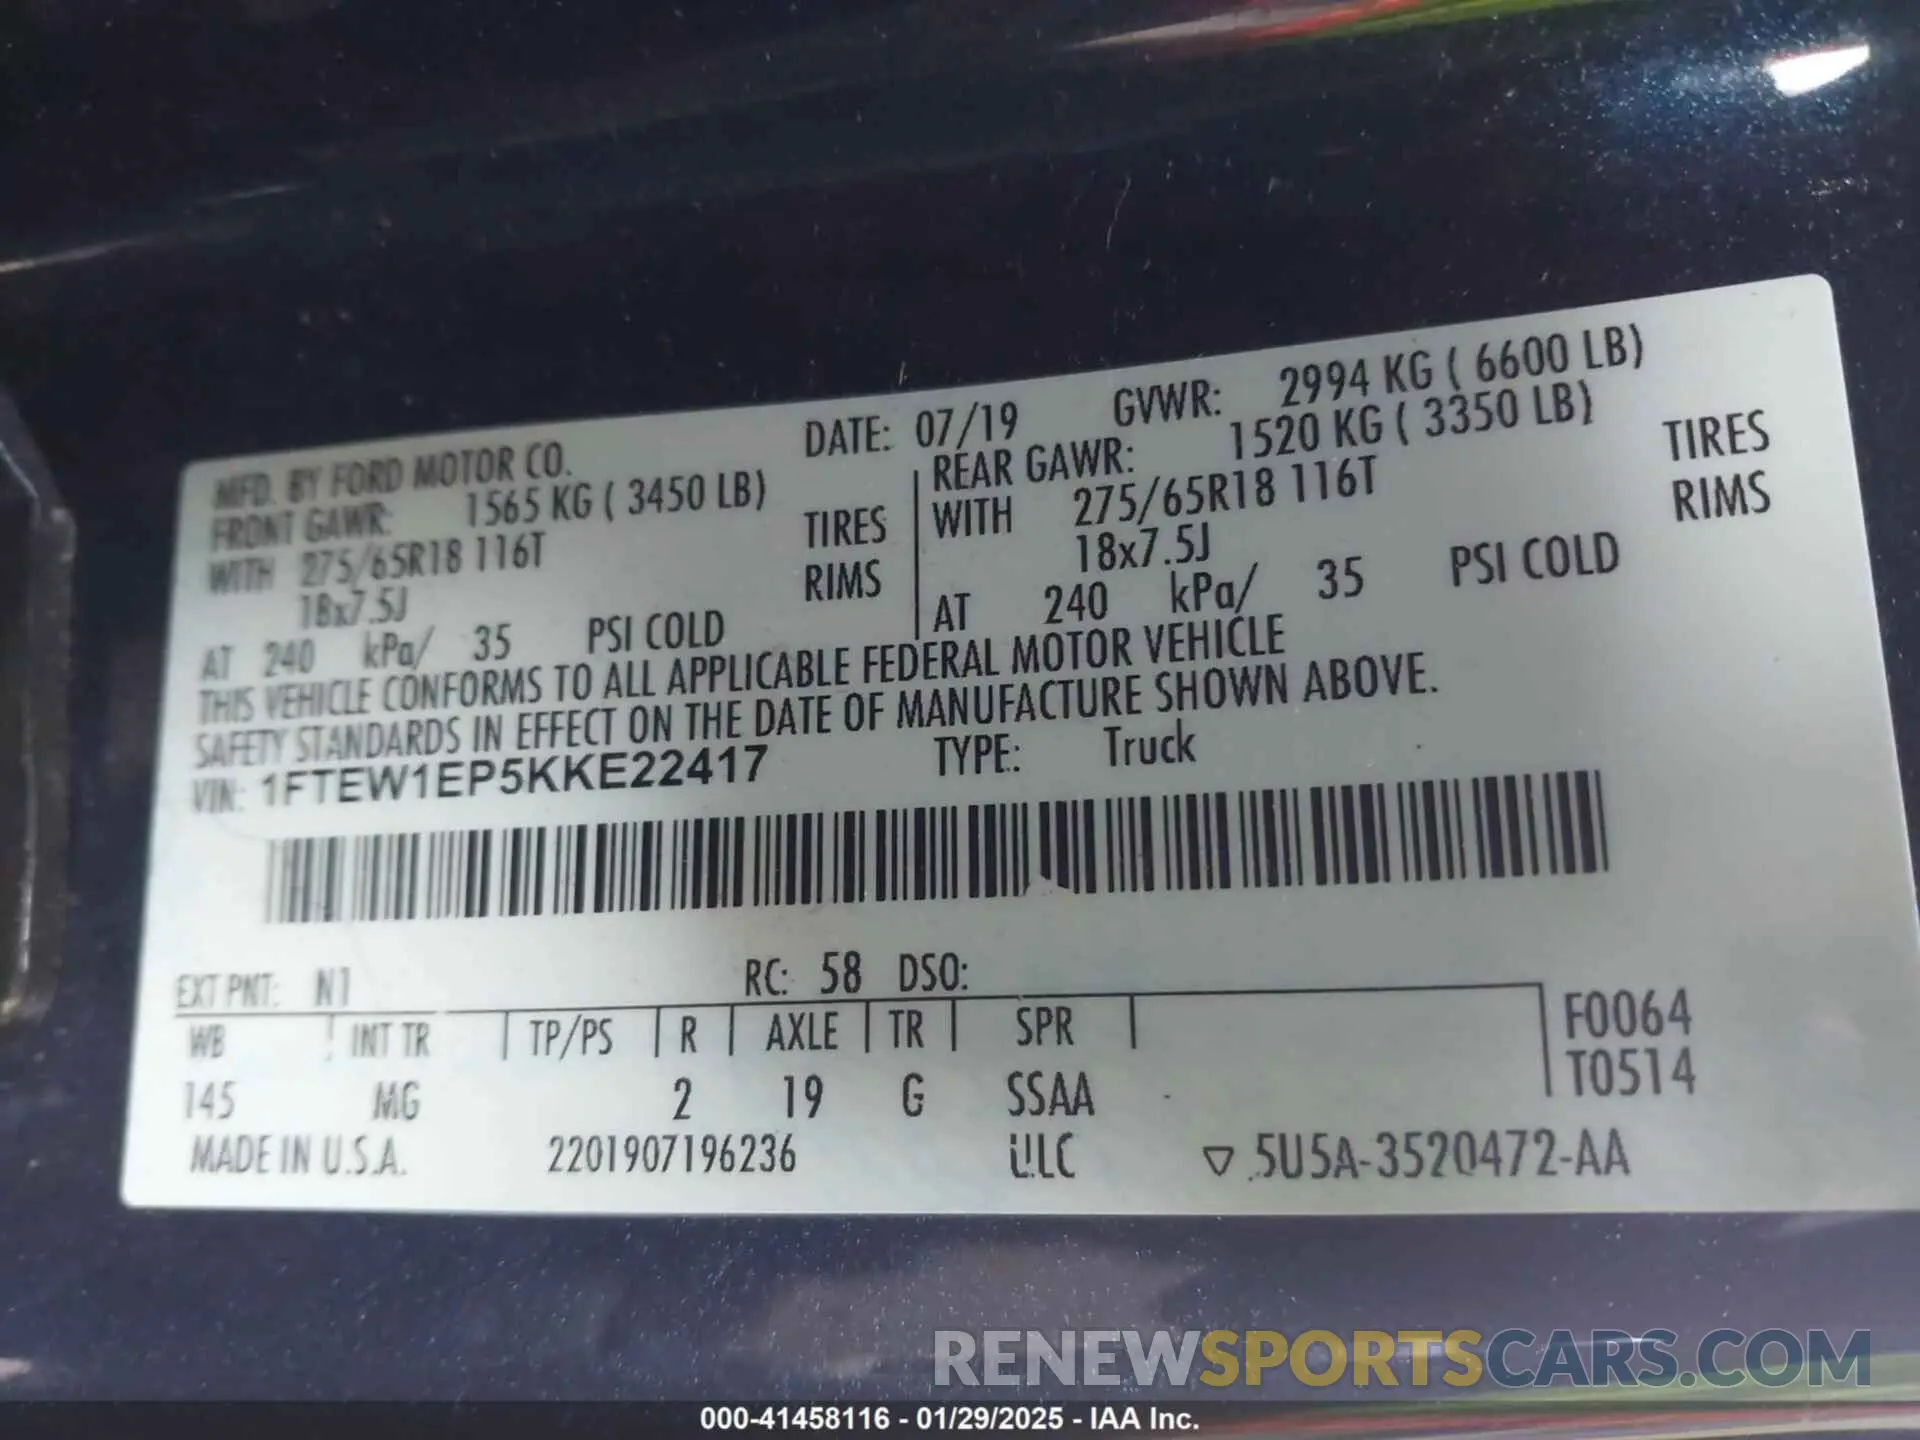 MFD. BY FORD MOTOR CO. DATE: 07/19 GVWR: 2994 KG ( 6600 LB)
FRONT GAWR: 1565 KG ( 3450 LB) REAR GAWR: 1520 KG ( 3350 LB)
WITH 275/65R18 116T TIRES WITH 275/65R18 116T TIRES
18x7.5J RIMS 18x7.5J RIMS
AT 240 kPa/ 35 PSI COLD AT 240 kPa/ 35 PSI COLD
THIS VEHICLE CONFORMS TO ALL APPLICABLE FEDERAL MOTOR VEHICLE
SAFETY STANDARDS IN EFFECT ON THE DATE OF MANUFACTURE SHOWN ABOVE.
VIN: 1FTEW1EP5KKE22417 TYPE: Truck
EXT PNT: N1 RC: 58 DSO:
WB INT TR TP/PS R AXLE TR SPR F0064
145 MG 2 19 G SSAA T0514
MADE IN U.S.A. 2201907196236 ULC ▽ 5U5A-3520472-AA
RENEWSPORTSCARS.COM
000-41458116 - 01/29/2025 - IAA Inc.